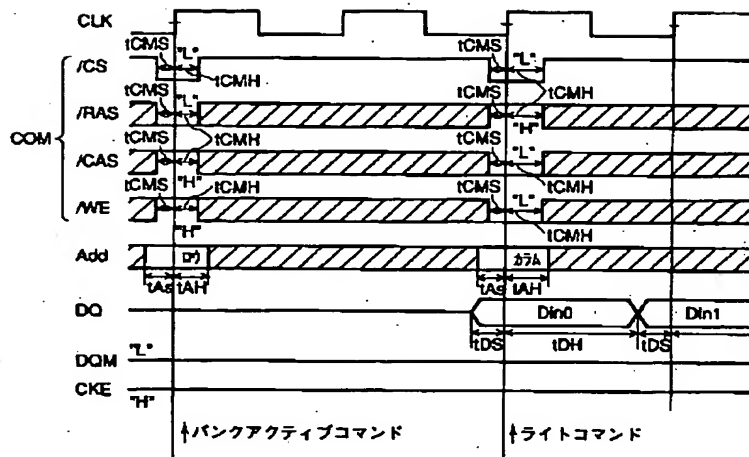 CLK
tCMS "L" tCMS "L"
/CS
tCMH tCMH
tCMS "L" tCMS
/RAS
"H"
COM
tCMS tCMH tCMS "L"
/CAS
tCMS "H" tCMH tCMS "L" tCMH
/WE
"H" tCMH
Add ロウ カラム
tAs tAH tAs tAH
DQ Din0 Din1
tDS tDH tDS
DQM "L"
CKE "H"
↑バンクアクティブコマンド ↑ライトコマンド